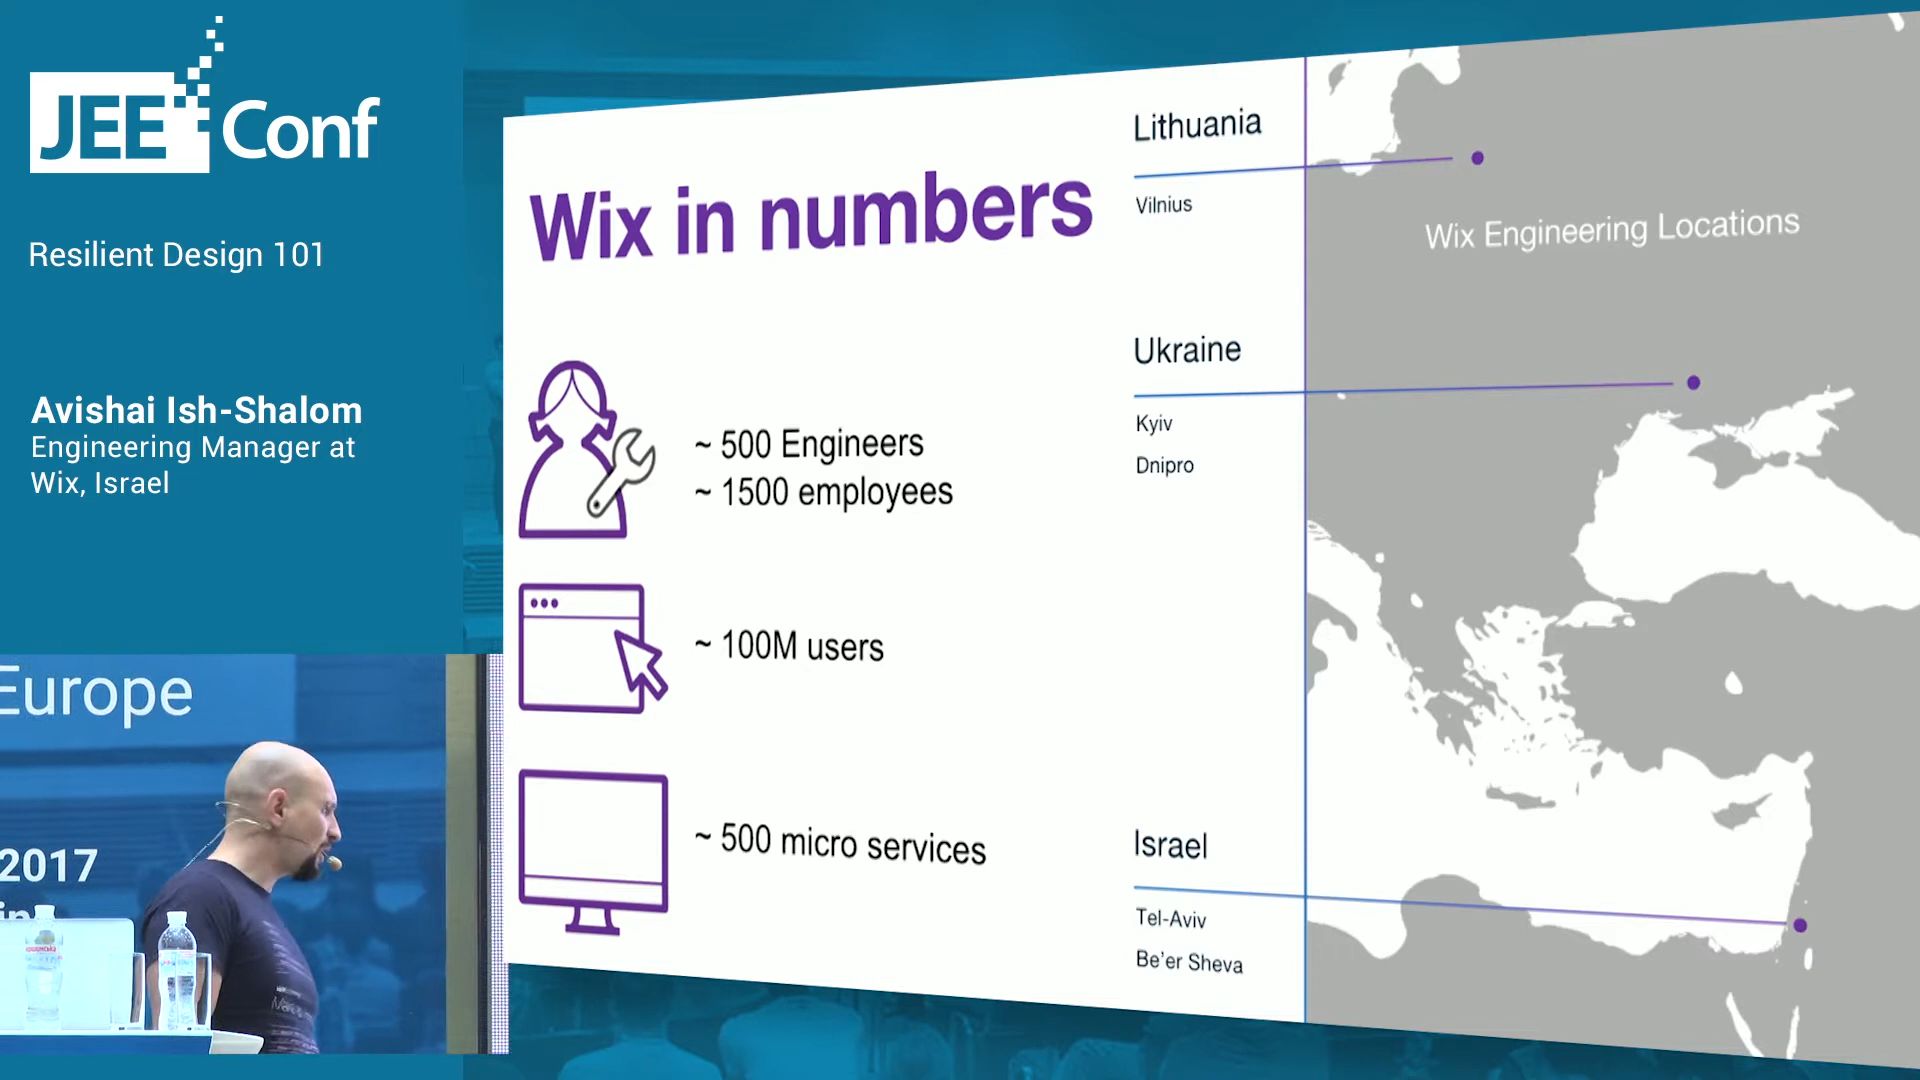 JEE Conf
Resilient Design 101
Avishai Ish-Shalom
Engineering Manager at
Wix, Israel
Europe
2017
Wix in numbers
~ 500 Engineers
~ 1500 employees
~ 100M users
~ 500 micro services
Lithuania
Vilnius
Ukraine
Kyiv
Dnipro
Israel
Tel-Aviv
Be'er Sheva
Wix Engineering Locations